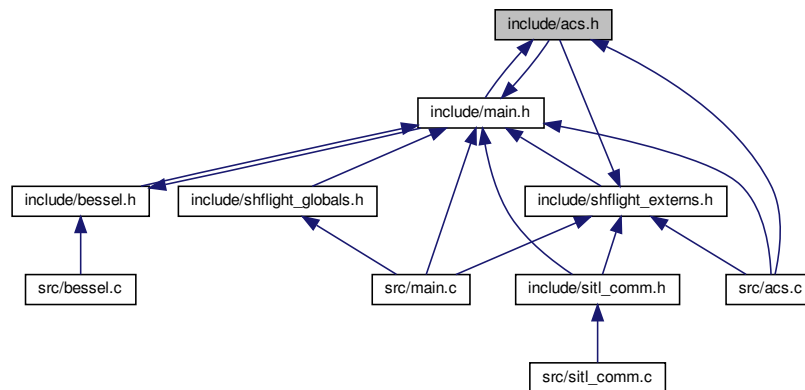 include/acs.h
include/main.h
include/bessel.h
include/shflight_globals.h
include/shflight_externs.h
src/bessel.c
src/main.c
include/sitl_comm.h
src/acs.c
src/sitl_comm.c